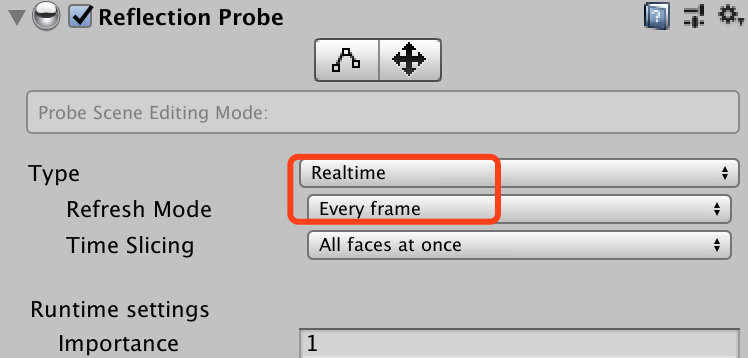 Reflection Probe
Probe Scene Editing Mode:
Type Realtime
Refresh Mode Every frame
Time Slicing All faces at once
Runtime settings
Importance 1